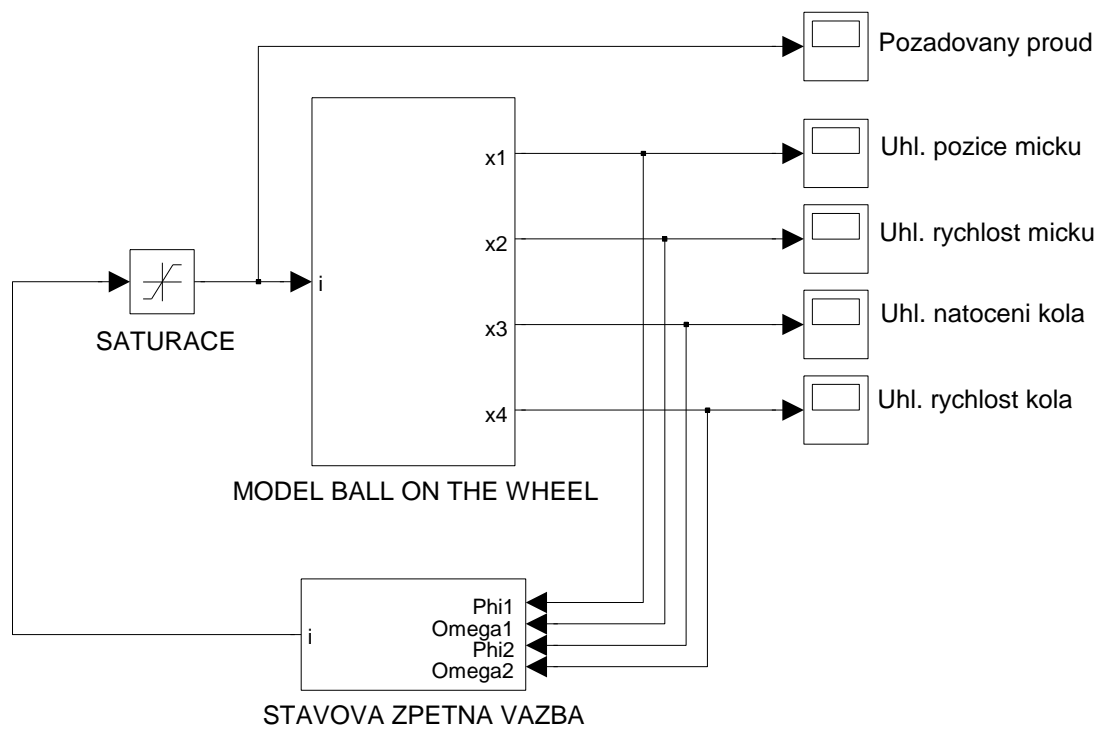 Pozadovany proud
x1
Uhl. pozice micku
x2
Uhl. rychlost micku
i
x3
Uhl. natoceni kola
SATURACE
x4
Uhl. rychlost kola
MODEL BALL ON THE WHEEL
Phi1
Omega1
i
Phi2
Omega2
STAVOVA ZPETNA VAZBA